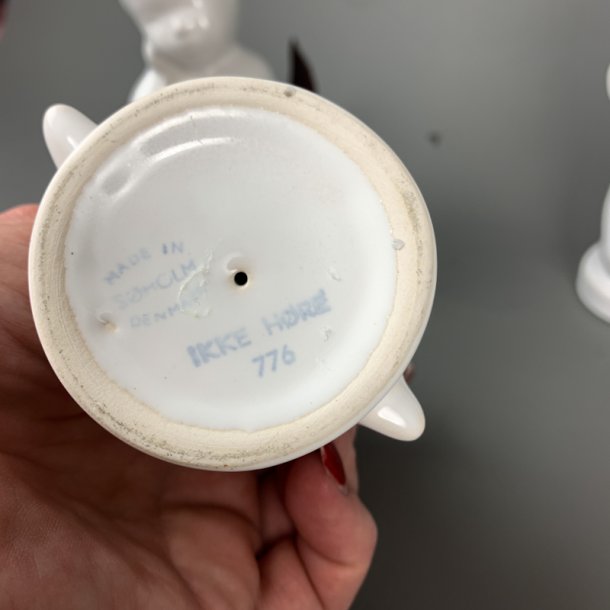 MADE IN
SØHOLM
DENMARK
IKKE HØRE
776